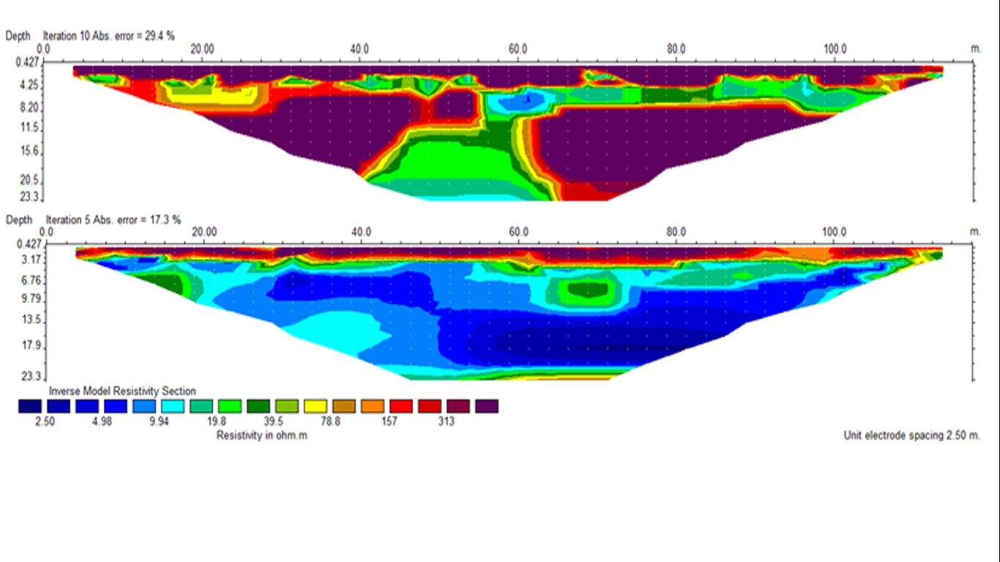 Depth Iteration 10 Abs. error = 29.4 %
0.0 20.00 40.0 60.0 80.0 100.0 m.
0.427
4.25
8.20
11.5
15.6
20.5
23.3
Depth Iteration 5 Abs. error = 17.3 %
0.0 20.00 40.0 60.0 80.0 100.0 m.
0.427
3.17
6.76
9.79
13.5
17.9
23.3
Inverse Model Resistivity Section
2.50 4.98 9.94 19.8 39.5 78.8 157 313
Resistivity in ohm.m Unit electrode spacing 2.50 m.